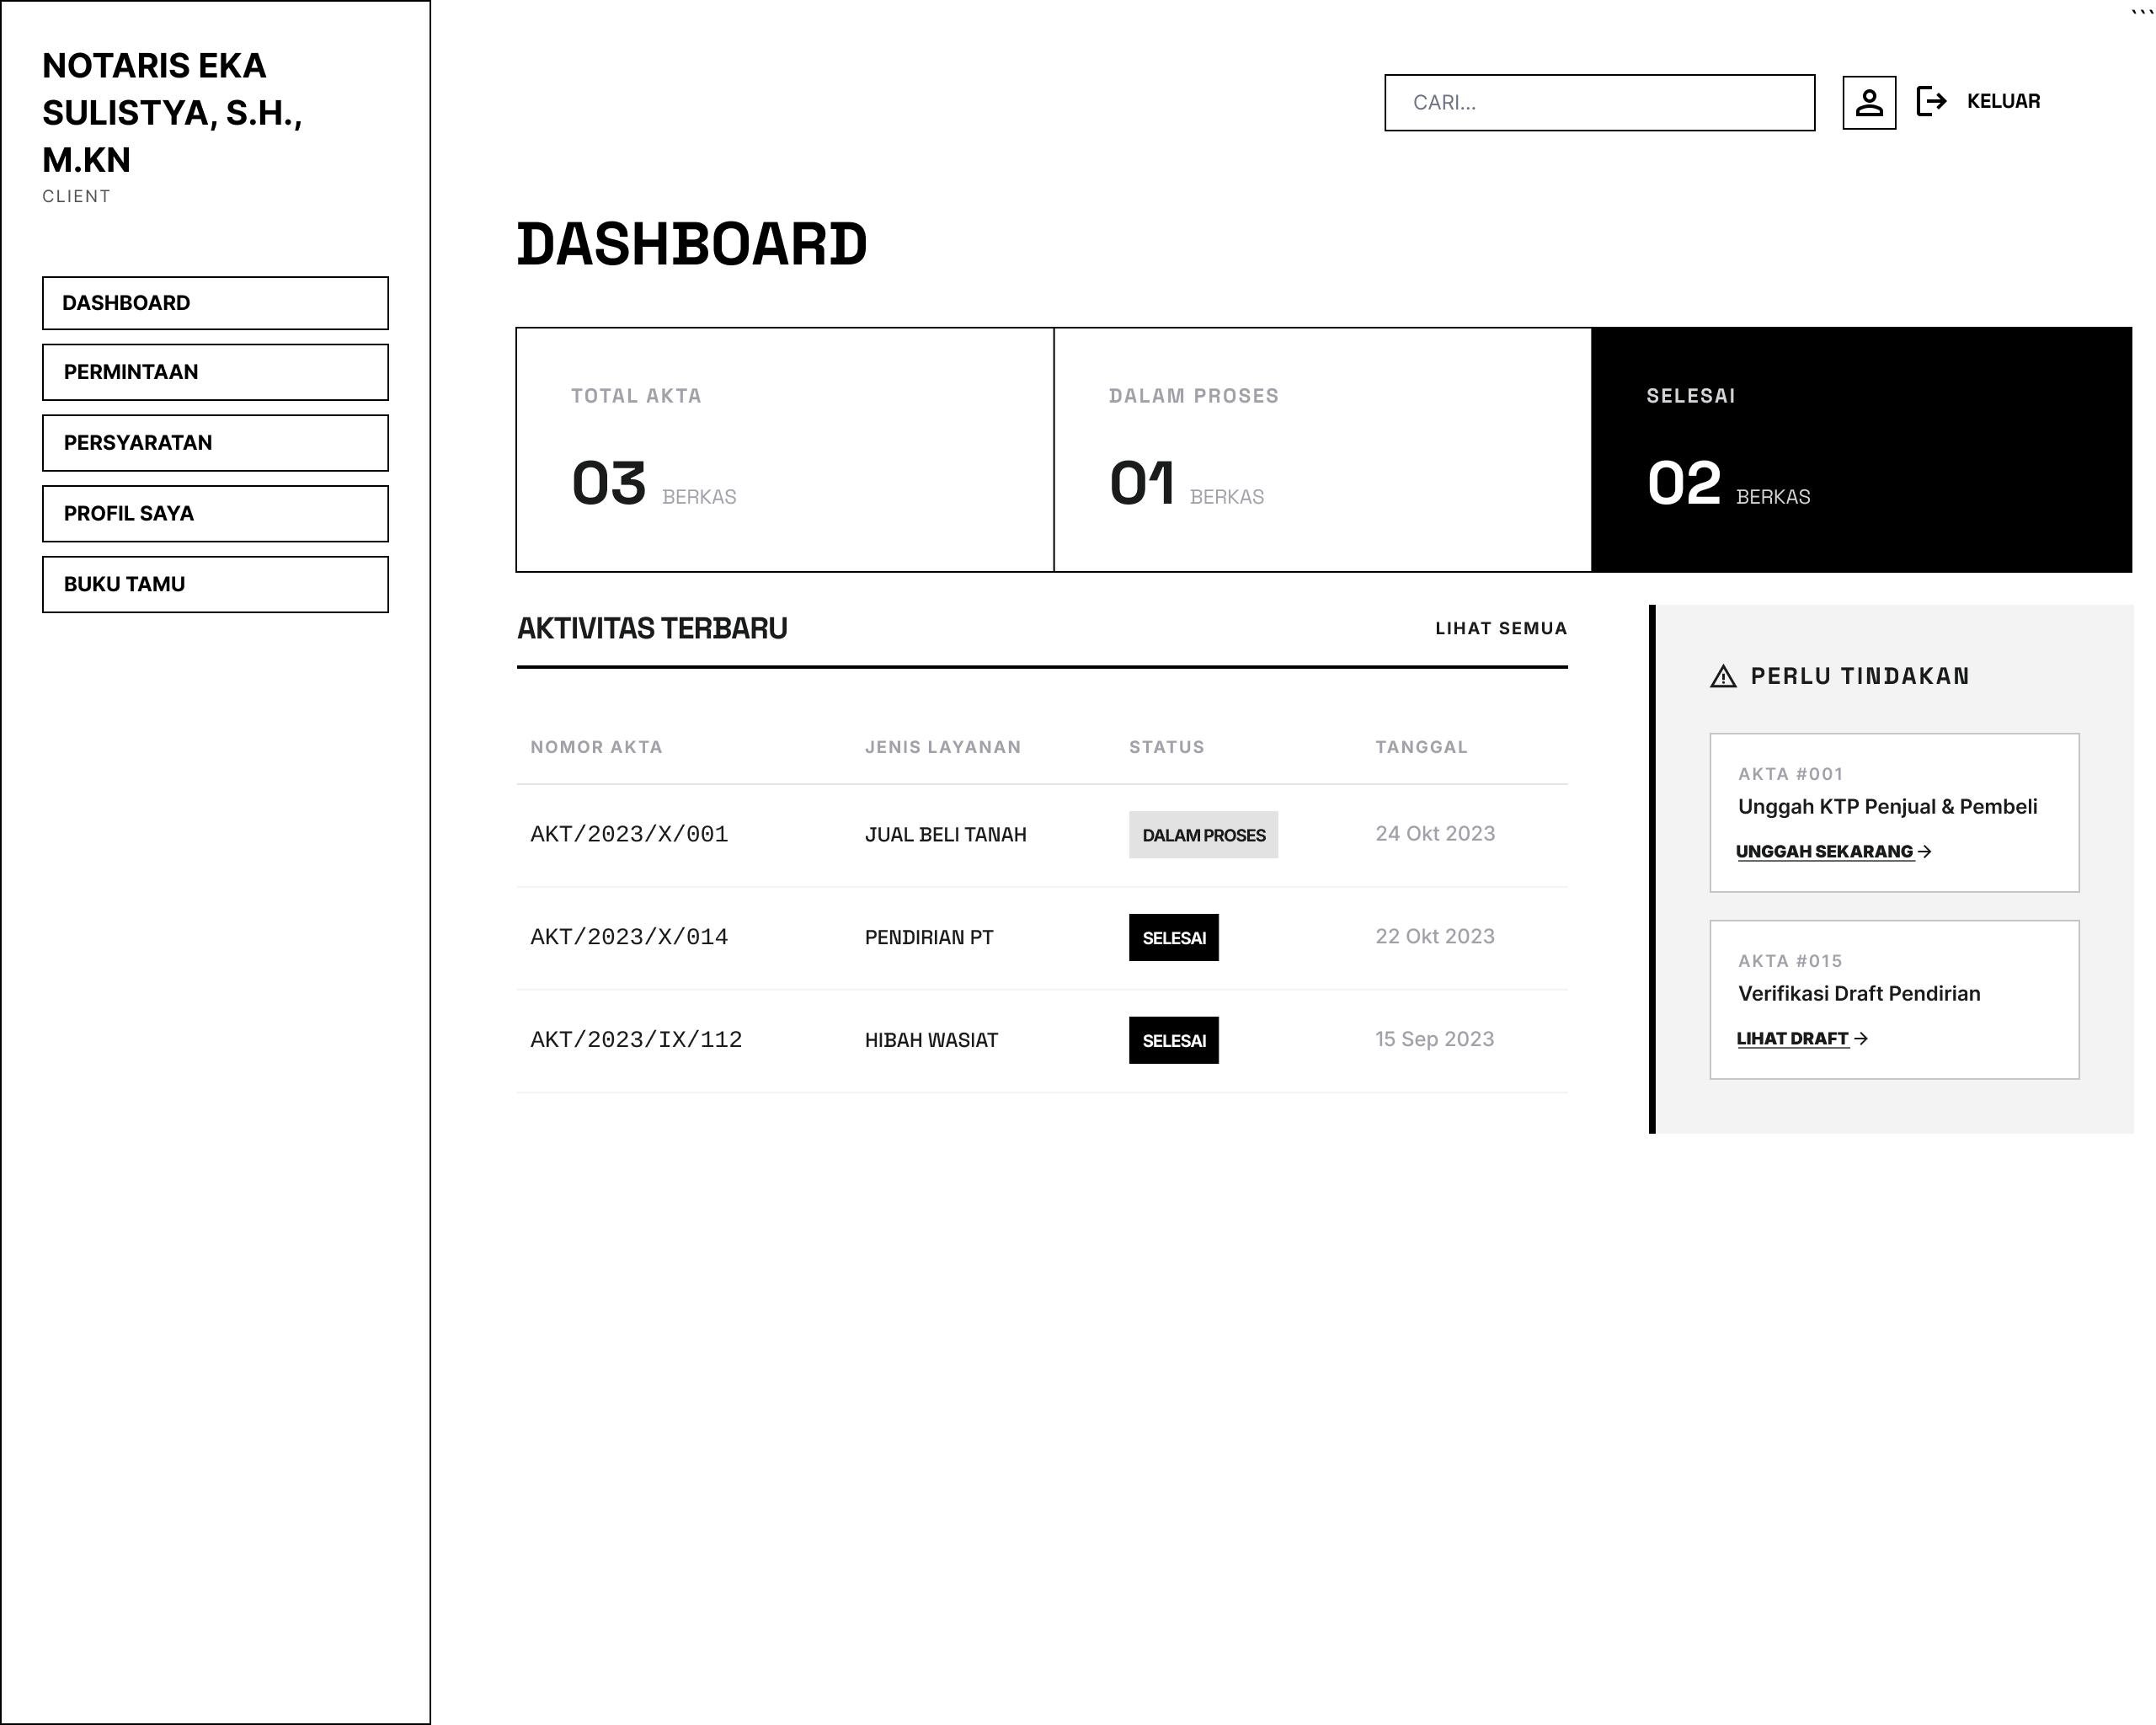 ```
NOTARIS EKA
SULISTYA, S.H.,
M.KN
CLIENT
DASHBOARD
PERMINTAAN
PERSYARATAN
PROFIL SAYA
BUKU TAMU
CARI...
KELUAR
DASHBOARD
TOTAL AKTA
03 BERKAS
DALAM PROSES
01 BERKAS
SELESAI
02 BERKAS
AKTIVITAS TERBARU
LIHAT SEMUA
NOMOR AKTA JENIS LAYANAN STATUS TANGGAL
AKT/2023/X/001 JUAL BELI TANAH DALAM PROSES 24 Okt 2023
AKT/2023/X/014 PENDIRIAN PT SELESAI 22 Okt 2023
AKT/2023/IX/112 HIBAH WASIAT SELESAI 15 Sep 2023
PERLU TINDAKAN
AKTA #001
Unggah KTP Penjual & Pembeli
UNGGAH SEKARANG →
AKTA #015
Verifikasi Draft Pendirian
LIHAT DRAFT →